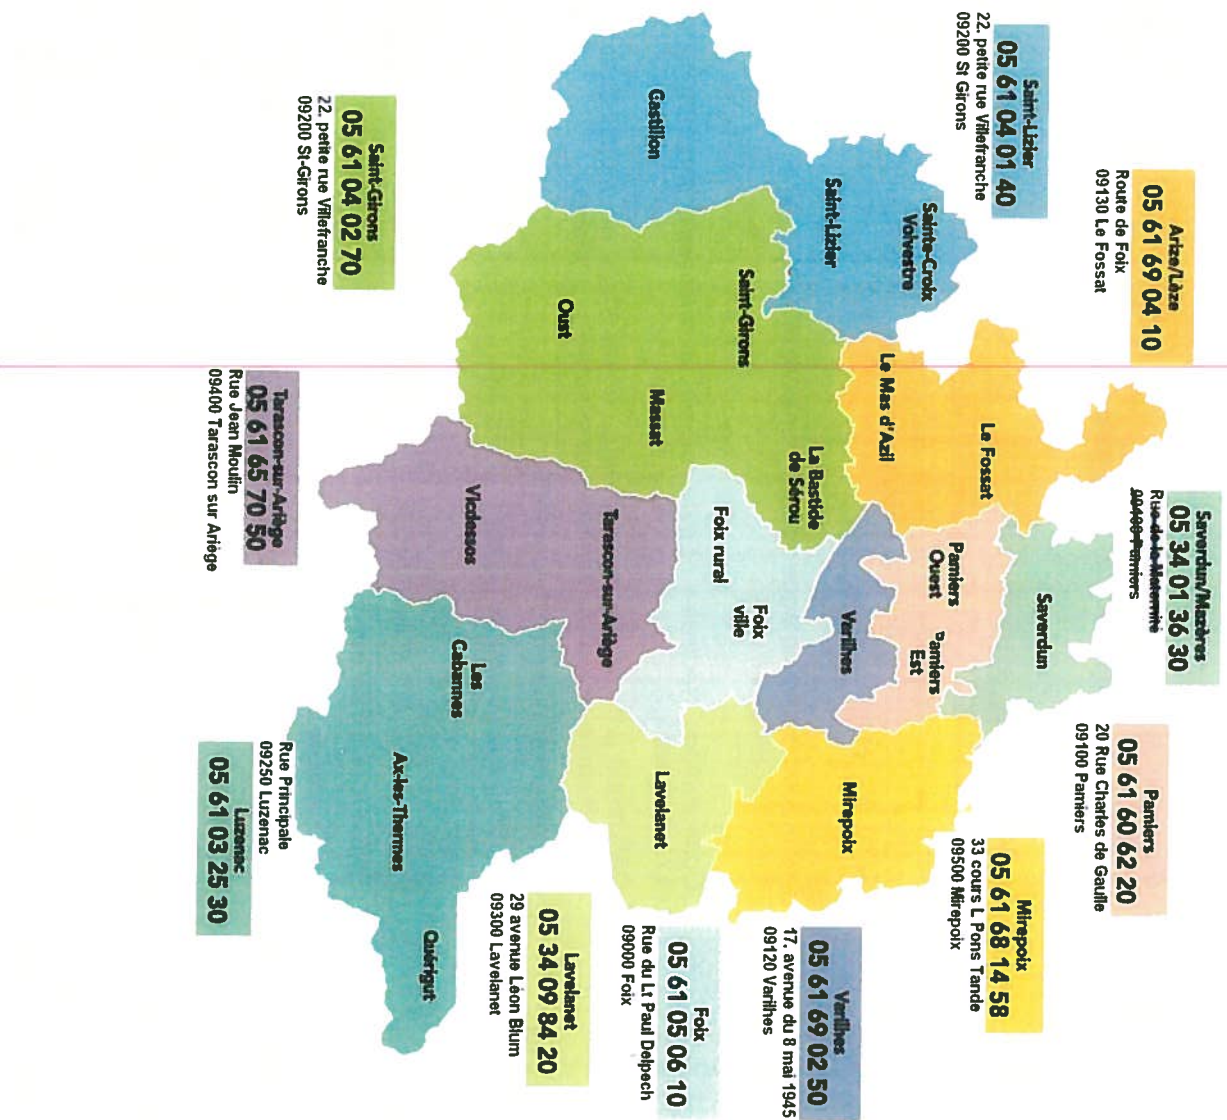 Saint-Lizier
05 61 04 01 40
22. petite rue Villefranche
09200 St Girons
Arize/Lèze
05 61 69 04 10
Route de Foix
09130 Le Fossat
Saverdun/Mazères
05 34 01 36 30
Rue de la Maternité
09100 Pamiers
Pamiers
05 61 60 62 20
20 Rue Charles de Gaulle
09100 Pamiers
Mirepoix
05 61 68 14 58
33 cours L Pons Tande
09500 Mirepoix
Varilhes
05 61 69 02 50
17. avenue du 8 mai 1945
09120 Varilhes
Foix
05 61 05 06 10
Rue du Lt Paul Delpech
09000 Foix
Lavelanet
05 34 09 84 20
29 avenue Léon Blum
09300 Lavelanet
Luzenac
05 61 03 25 30
Rue Principale
09250 Luzenac
Tarascon-sur-Ariège
05 61 65 70 50
Rue Jean Moulin
09400 Tarascon sur Ariège
Saint-Girons
05 61 04 02 70
22. petite rue Villefranche
09200 St-Girons
Castillon
Sainte-Croix
Volvestre
Saint-Lizier
Saint-Girons
Oust
Massat
La Bastide
de Sérou
Le Mas d'Azil
Le Fossat
Saverdun
Pamiers
Ouest
Pamiers
Est
Varilhes
Foix rural
Foix
ville
Tarascon-sur-Ariège
Vicdessos
Mirepoix
Lavelanet
Les
Cabannes
Ax-les-Thermes
Quérigut